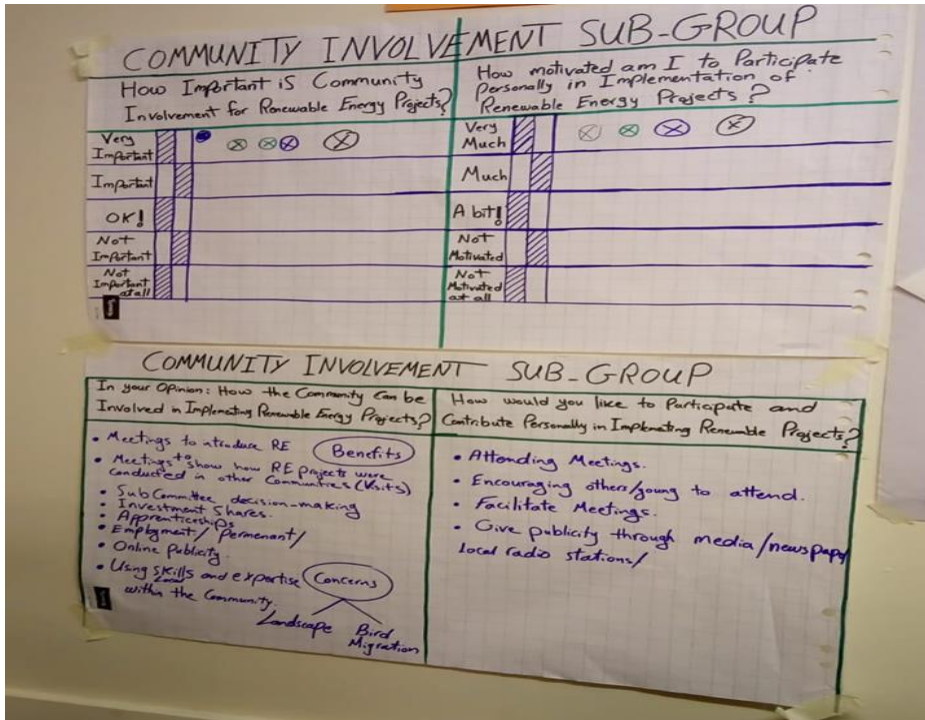 COMMUNITY INVOLVEMENT SUB-GROUP
How Important is Community
Involvement for Renewable Energy Projects?
Very
Important
Important
OK!
Not
Important
Not
Important
at all
How motivated am I to Participate
Personally in Implementation of
Renewable Energy Projects?
Very
Much
Much
A bit!
Not
Motivated
Not
Motivated
at all
COMMUNITY INVOLVEMENT SUB-GROUP
In your Opinion: How the Community Can be
Involved in Implementing Renewable Energy Projects?
• Meetings to ntroduce RE
Benefits
• Meetings to show how RE projects were
conducted in other Communities (Visits)
• SubCommittee decision-making
• Investment Shares.
• Apprenticeships
• Employment/ Permenant/
• Online Publicity.
• Using Skills and expertise
Local
within the Community.
Concerns
Landscape
Bird
Migration
How would you like to Participate and
Contribute Personally in Implementing Renewable Projects?
• Attending Meetings.
• Encouraging others/young to attend.
• Facilitate Meetings.
• Give publicity through media/newspapr
local radio stations/